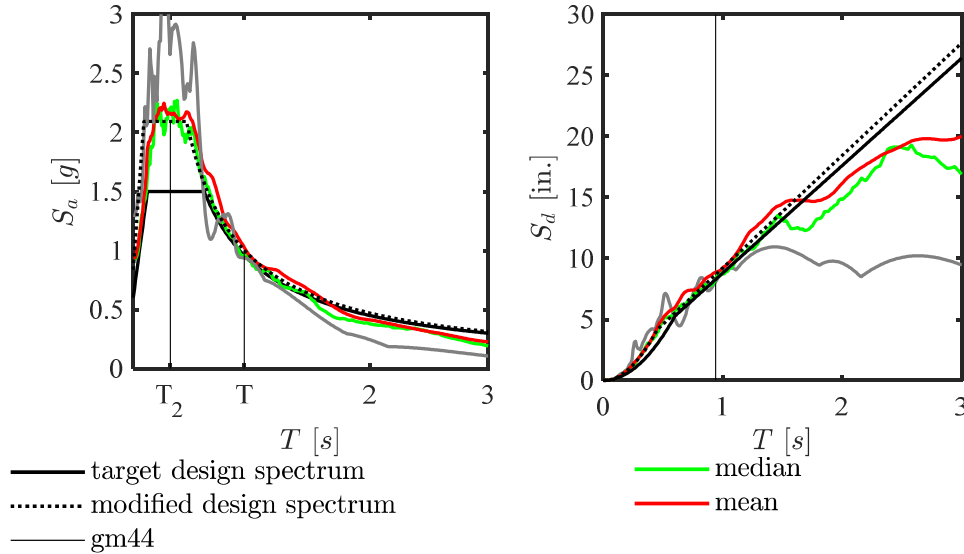 3
2.5
2
1.5
1
0.5
0
S_a [g]
T_2
T
2
3
T [s]
30
25
20
15
10
5
0
S_d [in.]
0
1
2
3
T [s]
target design spectrum
modified design spectrum
gm44
median
mean